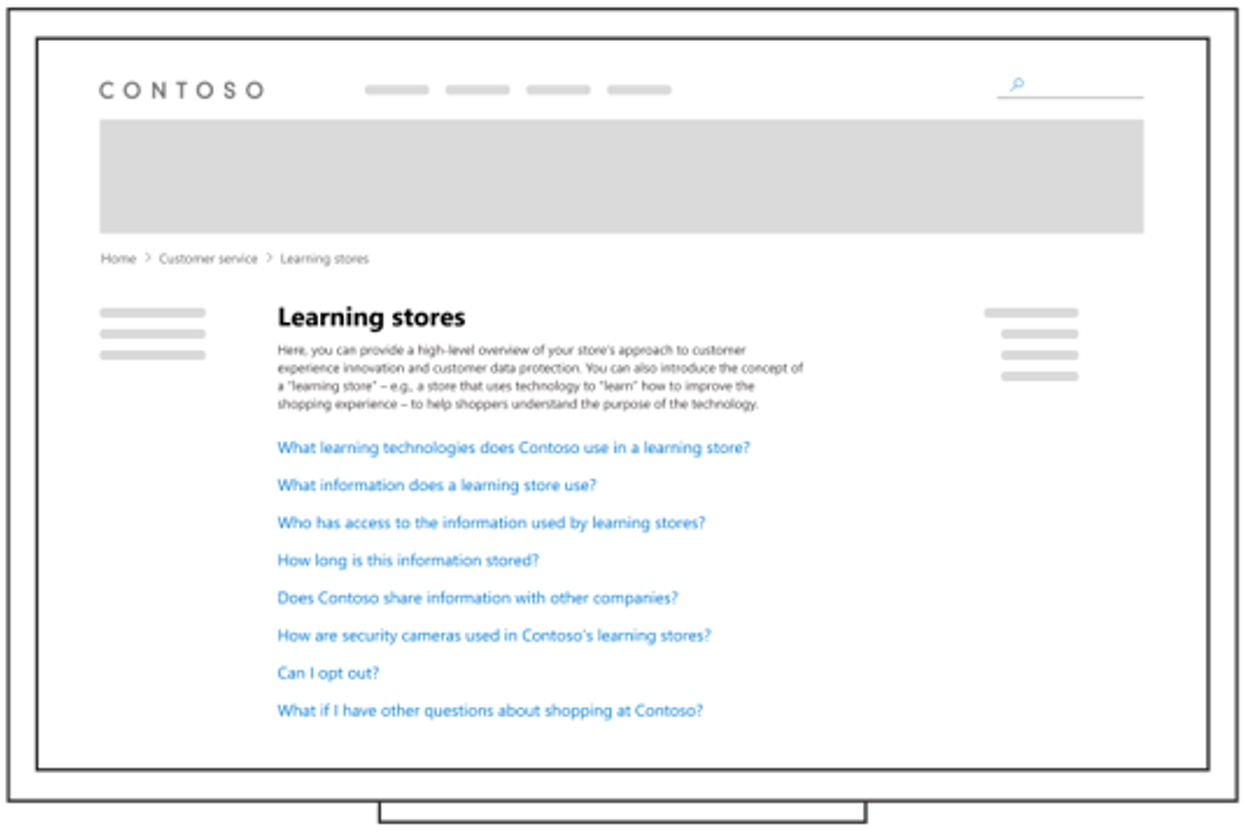 CONTOSO
Home > Customer service > Learning stores
Learning stores
Here, you can provide a high-level overview of your store's approach to customer
experience innovation and customer data protection. You can also introduce the concept of
a "learning store" – e.g., a store that uses technology to "learn" how to improve the
shopping experience – to help shoppers understand the purpose of the technology.
What learning technologies does Contoso use in a learning store?
What information does a learning store use?
Who has access to the information used by learning stores?
How long is this information stored?
Does Contoso share information with other companies?
How are security cameras used in Contoso's learning stores?
Can I opt out?
What if I have other questions about shopping at Contoso?